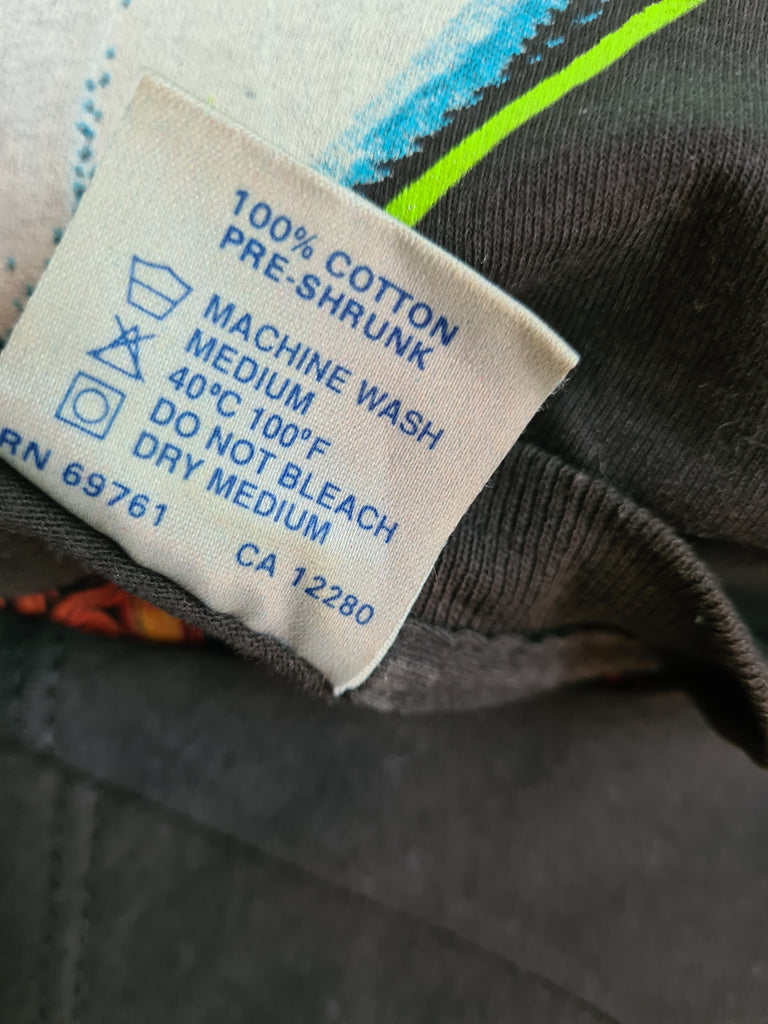 100% COTTON
PRE-SHRUNK
MACHINE WASH
MEDIUM
40°C 100°F
DO NOT BLEACH
DRY MEDIUM
RN 69761
CA 12280